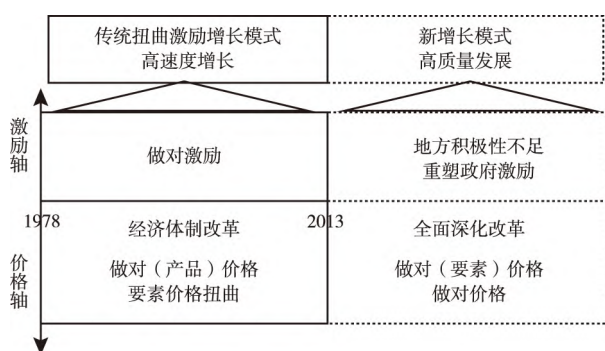 传统扭曲激励增长模式
高速度增长
新增长模式
高质量发展
激励轴
做对激励
地方积极性不足
重塑政府激励
1978
2013
价格轴
经济体制改革
做对（产品）价格
要素价格扭曲
全面深化改革
做对（要素）价格
做对价格